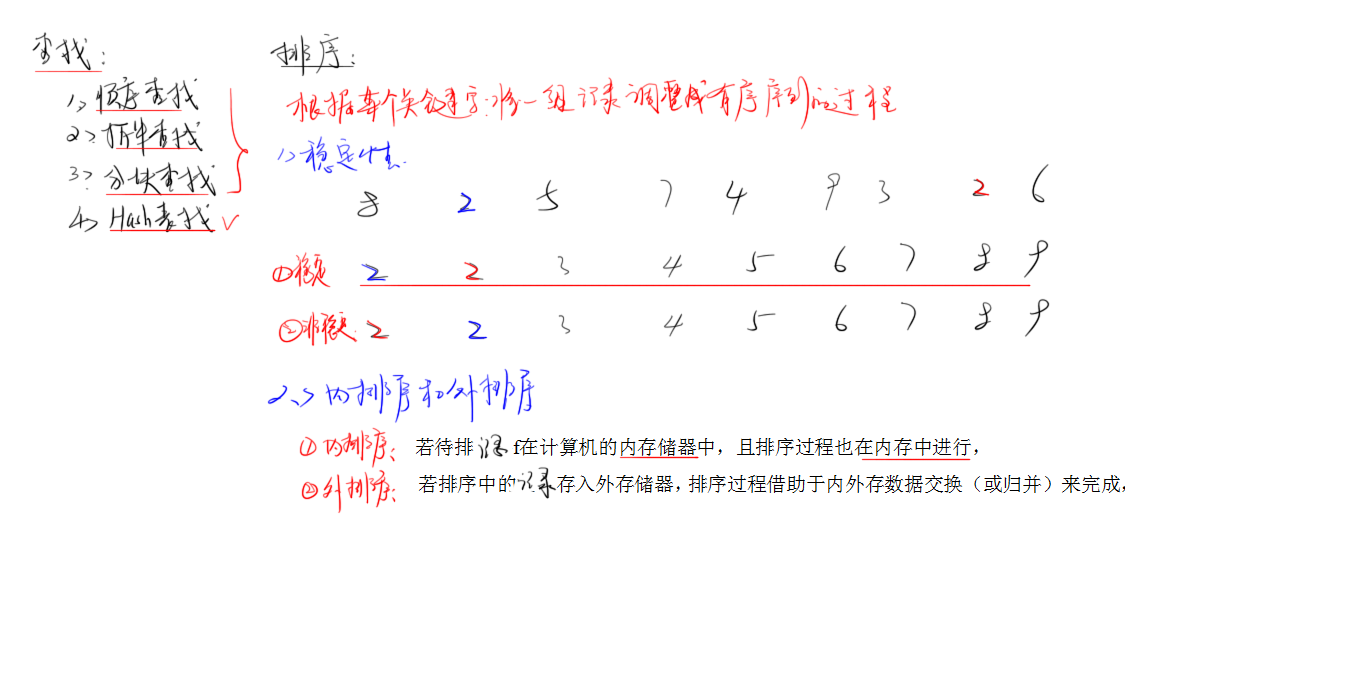 查找：
1> 顺序查找
2> 折半查找
3> 分块查找
4> Hash表查找 √
排序：
根据某个关键字：将一组记录调整成有序序列的过程
1> 稳定性
8 2 5 7 4 9 3 2 6
①稳定 2 2 3 4 5 6 7 8 9
②非稳定 2 2 3 4 5 6 7 8 9
2、> 内排序和外排序
①内排序： 若待排记录f在计算机的内存储器中，且排序过程也在内存中进行，
②外排序： 若排序中的记录存入外存储器，排序过程借助于内外存数据交换（或归并）来完成，